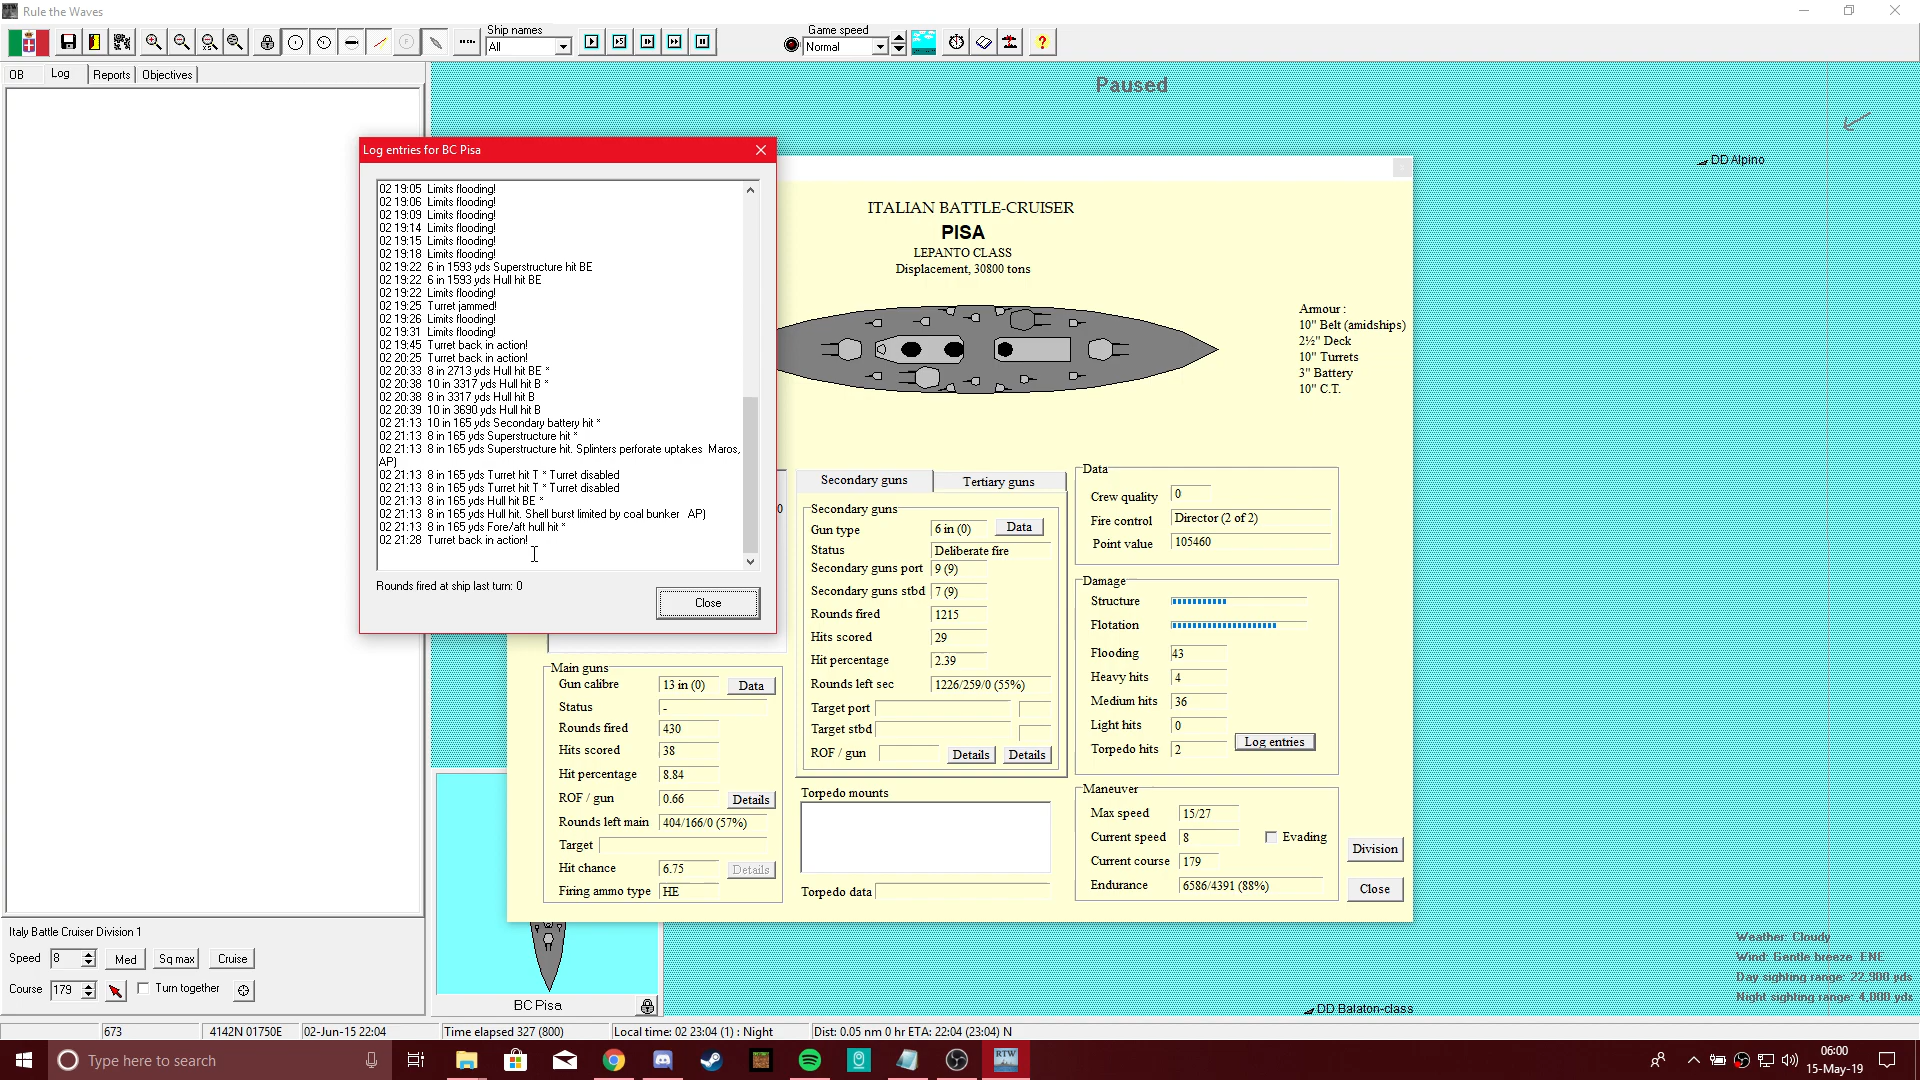 Rule the Waves
Ship names
All
Game speed
Normal
OB
Log
Reports
Objectives
Paused
DD Alpino
Log entries for BC Pisa
02 19:05 Limits flooding!
02 19:06 Limits flooding!
02 19:09 Limits flooding!
02 19:14 Limits flooding!
02 19:15 Limits flooding!
02 19:18 Limits flooding!
02 19:22 6 in 1593 yds Superstructure hit BE
02 19:22 6 in 1593 yds Hull hit BE
02 19:22 Limits flooding!
02 19:25 Turret jammed!
02 19:26 Limits flooding!
02 19:31 Limits flooding!
02 19:45 Turret back in action!
02 20:25 Turret back in action!
02 20:33 8 in 2713 yds Hull hit BE *
02 20:38 10 in 3317 yds Hull hit B *
02 20:38 8 in 3317 yds Hull hit B
02 20:39 10 in 3690 yds Hull hit B
02 21:13 10 in 165 yds Secondary battery hit *
02 21:13 8 in 165 yds Superstructure hit *
02 21:13 8 in 165 yds Superstructure hit. Splinters perforate uptakes Maros,
AP)
02 21:13 8 in 165 yds Turret hit T * Turret disabled
02 21:13 8 in 165 yds Turret hit T * Turret disabled
02 21:13 8 in 165 yds Hull hit BE *
02 21:13 8 in 165 yds Hull hit. Shell burst limited by coal bunker AP)
02 21:13 8 in 165 yds Fore/aft hull hit *
02 21:28 Turret back in action!
Rounds fired at ship last turn: 0
Close
ITALIAN BATTLE-CRUISER
PISA
LEPANTO CLASS
Displacement, 30800 tons
Armour :
10" Belt (amidships)
2½" Deck
10" Turrets
3" Battery
10" C.T.
0
Main guns
Gun calibre 13 in (0) Data
Status -
Rounds fired 430
Hits scored 38
Hit percentage 8.84
ROF / gun 0.66 Details
Rounds left main 404/166/0 (57%)
Target
Hit chance 6.75 Details
Firing ammo type HE
Secondary guns Tertiary guns
Secondary guns
Gun type 6 in (0) Data
Status Deliberate fire
Secondary guns port 9 (9)
Secondary guns stbd 7 (9)
Rounds fired 1215
Hits scored 29
Hit percentage 2.39
Rounds left sec 1226/259/0 (55%)
Target port
Target stbd
ROF / gun Details Details
Torpedo mounts
Torpedo data
Data
Crew quality 0
Fire control Director (2 of 2)
Point value 105460
Damage
Structure
Flotation
Flooding 43
Heavy hits 4
Medium hits 36
Light hits 0
Torpedo hits 2 Log entries
Maneuver
Max speed 15/27
Current speed 8 Evading
Current course 179
Endurance 6586/4391 (88%)
Division
Close
Italy Battle Cruiser Division 1
Speed 8 Med Sq max Cruise
Course 179 Turn together
BC Pisa
Weather: Cloudy
Wind: Gentle breeze ENE
Day sighting range: 22,900 yds
Night sighting range: 4,000 yds
DD Balaton-class
673 4142N 01750E 02-Jun-15 22:04 Time elapsed 327 (800) Local time: 02 23:04 (1) : Night Dist: 0.05 nm 0 hr ETA: 22:04 (23:04) N
Type here to search
RTW
06:00
15-May-19